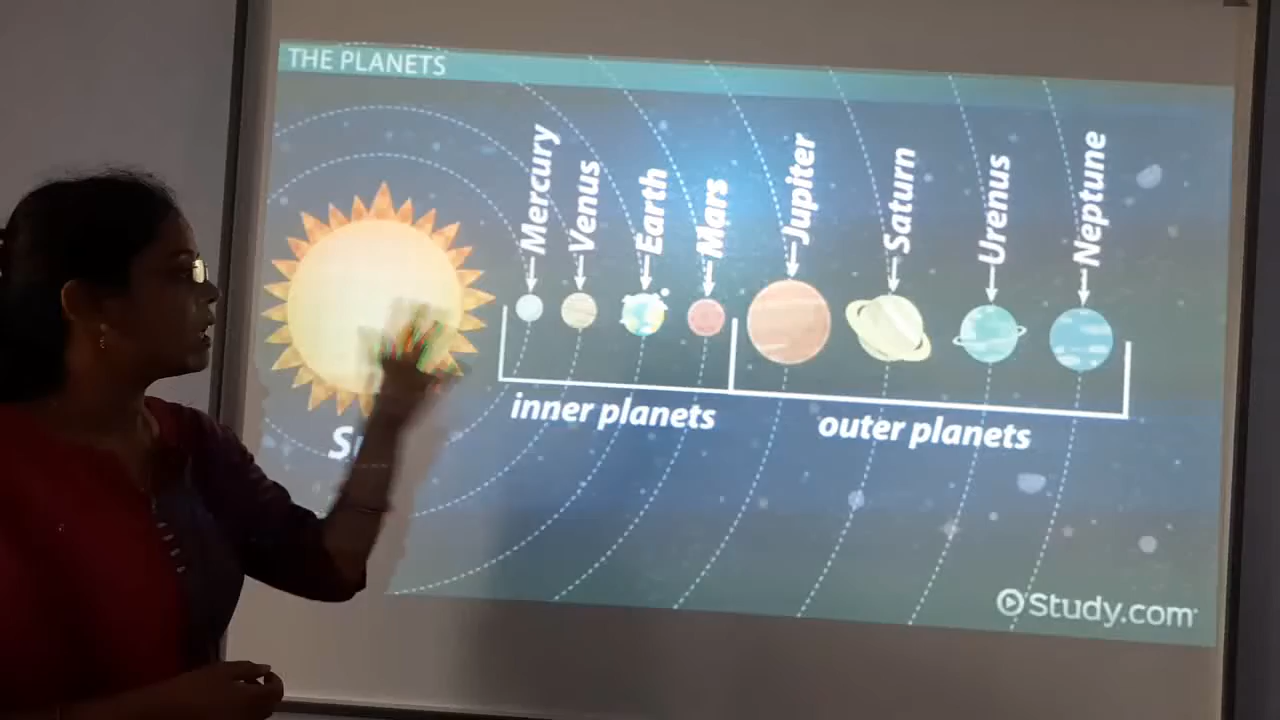 THE PLANETS
Mercury
Venus
Earth
Mars
Jupiter
Saturn
Urenus
Neptune
inner planets
outer planets
Study.com